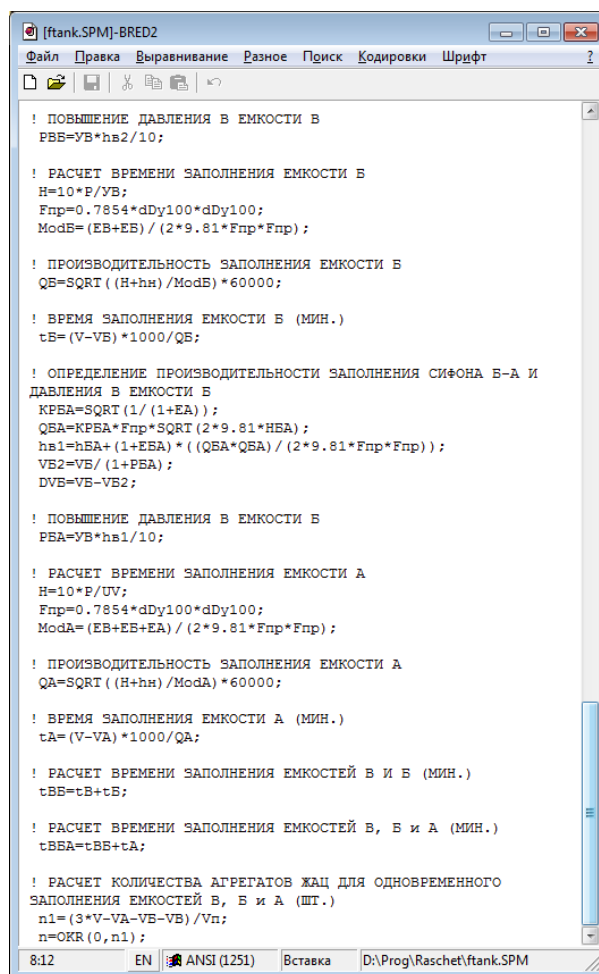 [ftank.SPM]-BRED2
Файл Правка Выравнивание Разное Поиск Кодировки Шрифт ?
! ПОВЫШЕНИЕ ДАВЛЕНИЯ В ЕМКОСТИ В
PВБ=УВ*hв2/10;
! РАСЧЕТ ВРЕМЕНИ ЗАПОЛНЕНИЯ ЕМКОСТИ Б
H=10*P/УВ;
Fпр=0.7854*dDy100*dDy100;
ModБ=(EВ+EБ)/(2*9.81*Fпр*Fпр);
! ПРОИЗВОДИТЕЛЬНОСТЬ ЗАПОЛНЕНИЯ ЕМКОСТИ Б
QБ=SQRT((H+hн)/ModБ)*60000;
! ВРЕМЯ ЗАПОЛНЕНИЯ ЕМКОСТИ Б (МИН.)
tБ=(V-VБ)*1000/QБ;
! ОПРЕДЕЛЕНИЕ ПРОИЗВОДИТЕЛЬНОСТИ ЗАПОЛНЕНИЯ СИФОНА Б-А И
ДАВЛЕНИЯ В ЕМКОСТИ Б
КРБА=SQRT(1/(1+EA));
QБА=КРБА*Fпр*SQRT(2*9.81*HБА);
hв1=hБА+(1+EБА)*((QБА*QБА)/(2*9.81*Fпр*Fпр));
VБ2=VБ/(1+PБА);
DVБ=VБ-VБ2;
! ПОВЫШЕНИЕ ДАВЛЕНИЯ В ЕМКОСТИ Б
PБА=УВ*hв1/10;
! РАСЧЕТ ВРЕМЕНИ ЗАПОЛНЕНИЯ ЕМКОСТИ А
H=10*P/UV;
Fпр=0.7854*dDy100*dDy100;
ModA=(EВ+EБ+EA)/(2*9.81*Fпр*Fпр);
! ПРОИЗВОДИТЕЛЬНОСТЬ ЗАПОЛНЕНИЯ ЕМКОСТИ А
QA=SQRT((H+hн)/ModA)*60000;
! ВРЕМЯ ЗАПОЛНЕНИЯ ЕМКОСТИ А (МИН.)
tA=(V-VA)*1000/QA;
! РАСЧЕТ ВРЕМЕНИ ЗАПОЛНЕНИЯ ЕМКОСТЕЙ В И Б (МИН.)
tВБ=tВ+tБ;
! РАСЧЕТ ВРЕМЕНИ ЗАПОЛНЕНИЯ ЕМКОСТЕЙ В, Б и А (МИН.)
tВБА=tВБ+tA;
! РАСЧЕТ КОЛИЧЕСТВА АГРЕГАТОВ ЖАЦ ДЛЯ ОДНОВРЕМЕННОГО
ЗАПОЛНЕНИЯ ЕМКОСТЕЙ В, Б и А (ШТ.)
n1=(3*V-VA-VБ-VВ)/Vп;
n=OKR(0,n1);
8:12 EN ANSI (1251) Вставка D:\Prog\Raschet\ftank.SPM